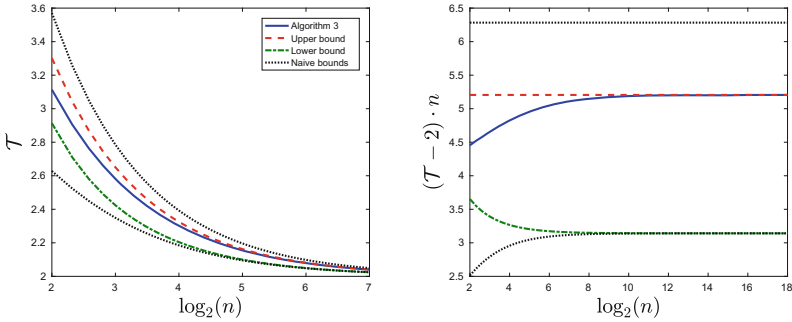 3.6
3.4
3.2
3
2.8
2.6
2.4
2.2
2
𝒯
2 3 4 5 6 7
log₂(n)
Algorithm 3
Upper bound
Lower bound
Naive bounds
6.5
6
5.5
5
4.5
4
3.5
3
2.5
(𝒯 − 2) · n
2 4 6 8 10 12 14 16 18
log₂(n)